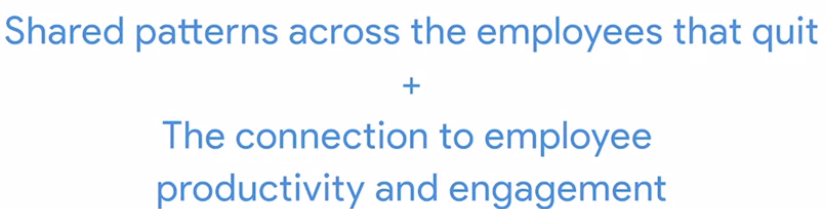 Shared patterns across the employees that quit
+
The connection to employee
productivity and engagement